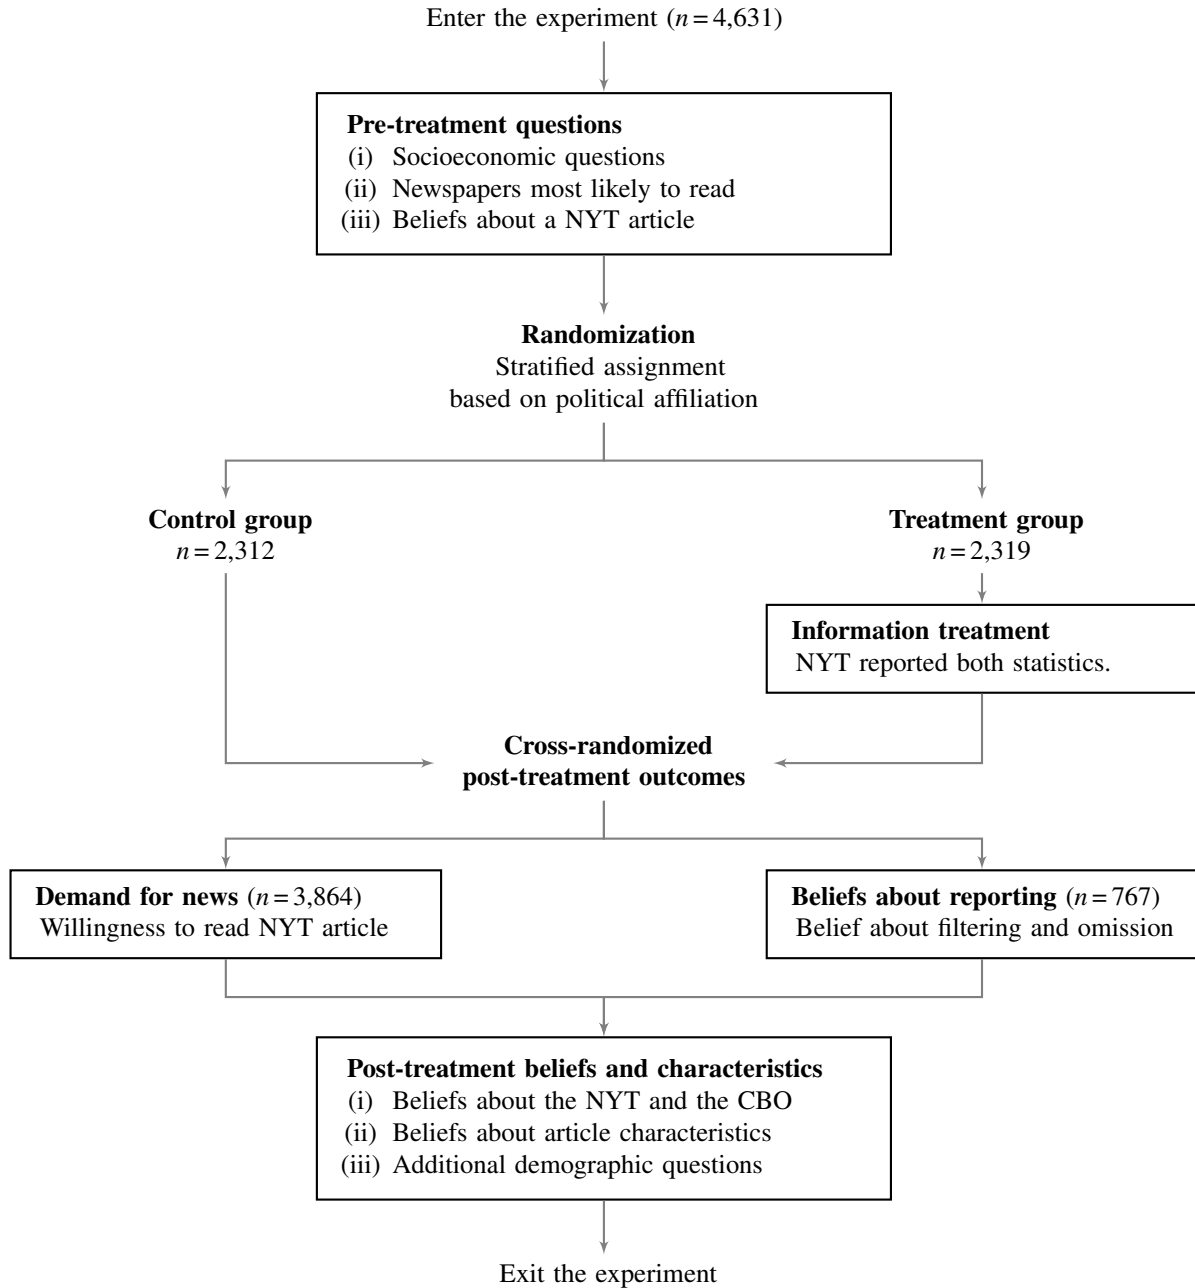 Enter the experiment (n = 4,631)
Pre-treatment questions
(i) Socioeconomic questions
(ii) Newspapers most likely to read
(iii) Beliefs about a NYT article
Randomization
Stratified assignment
based on political affiliation
Control group
n = 2,312
Treatment group
n = 2,319
Information treatment
NYT reported both statistics.
Cross-randomized
post-treatment outcomes
Demand for news (n = 3,864)
Willingness to read NYT article
Beliefs about reporting (n = 767)
Belief about filtering and omission
Post-treatment beliefs and characteristics
(i) Beliefs about the NYT and the CBO
(ii) Beliefs about article characteristics
(iii) Additional demographic questions
Exit the experiment